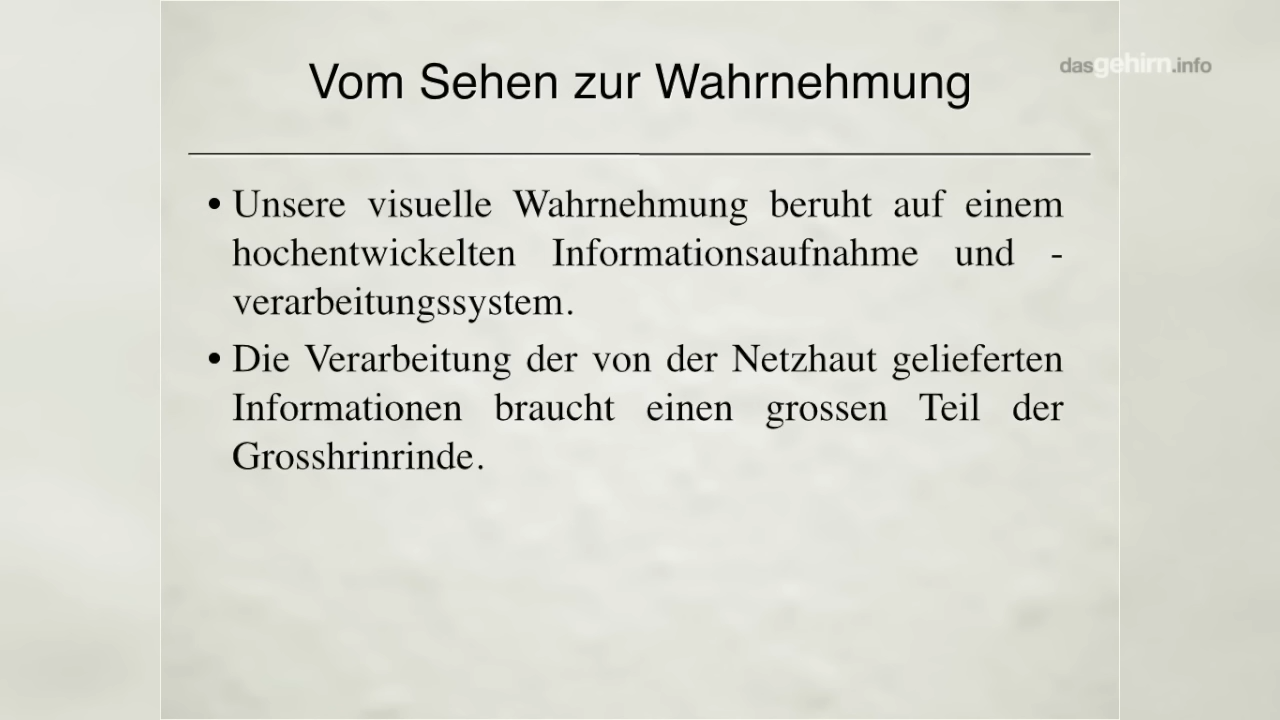 Vom Sehen zur Wahrnehmung
dasgehirn.info
• Unsere visuelle Wahrnehmung beruht auf einem
hochentwickelten Informationsaufnahme und -
verarbeitungssystem.
• Die Verarbeitung der von der Netzhaut gelieferten
Informationen braucht einen grossen Teil der
Grosshrinrinde.